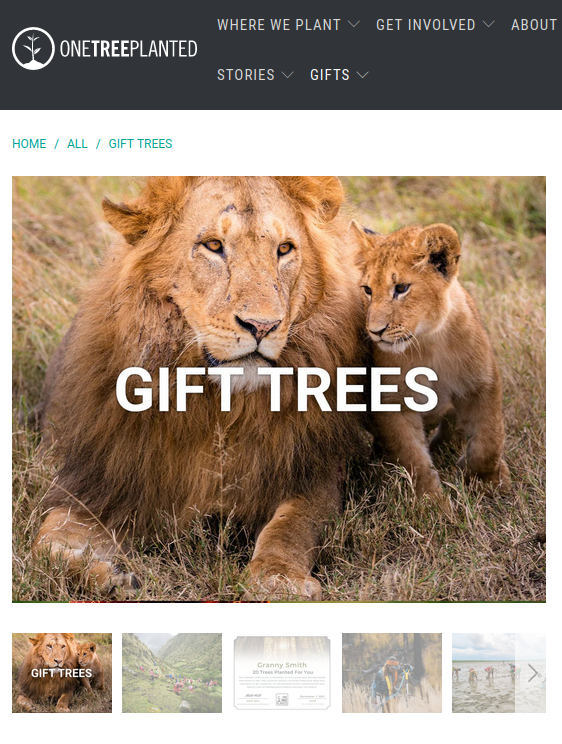 WHERE WE PLANT
GET INVOLVED
ABOUT
ONETREEPLANTED
STORIES
GIFTS
HOME / ALL / GIFT TREES
GIFT TREES
GIFT TREES
Granny Smith
20 Trees Planted For You